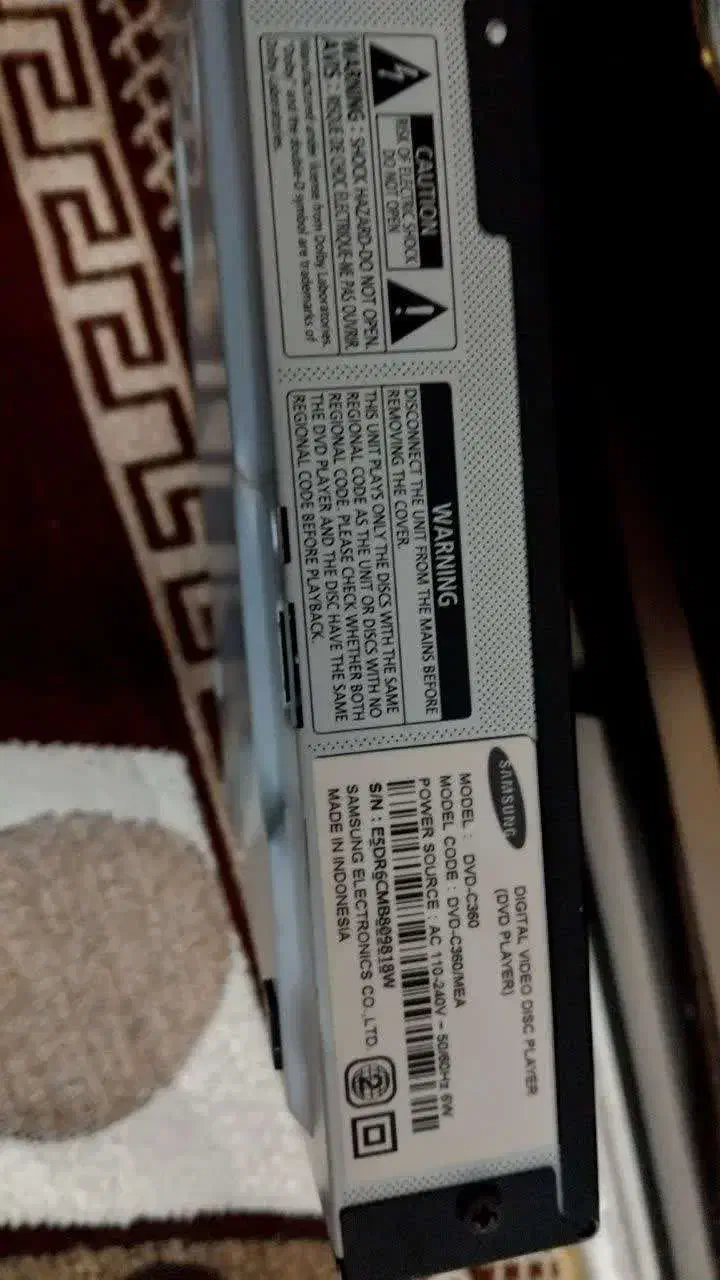 CAUTION
RISK OF ELECTRIC SHOCK
DO NOT OPEN
WARNING : SHOCK HAZARD-DO NOT OPEN.
AVIS : RISQUE DE CHOC ELECTRIQUE-NE PAS OUVRIR.
Manufactured under license from Dolby Laboratories.
"Dolby" and the double-D symbol are trademarks of
Dolby Laboratories.
WARNING
DISCONNECT THE UNIT FROM THE MAINS BEFORE
REMOVING THE COVER.
THIS UNIT PLAYS ONLY THE DISCS WITH THE SAME
REGIONAL CODE AS THE UNIT OR DISCS WITH NO
REGIONAL CODE. PLEASE CHECK WHETHER BOTH
THE DVD PLAYER AND THE DISC HAVE THE SAME
REGIONAL CODE BEFORE PLAYBACK.
SAMSUNG
DIGITAL VIDEO DISC PLAYER
(DVD PLAYER)
MODEL : DVD-C360
MODEL CODE : DVD-C360/MEA
POWER SOURCE : AC 110-240V ~ 50/60Hz 6W
S/N : E5DR6CMB809818W
SAMSUNG ELECTRONICS CO.,LTD.
MADE IN INDONESIA
2